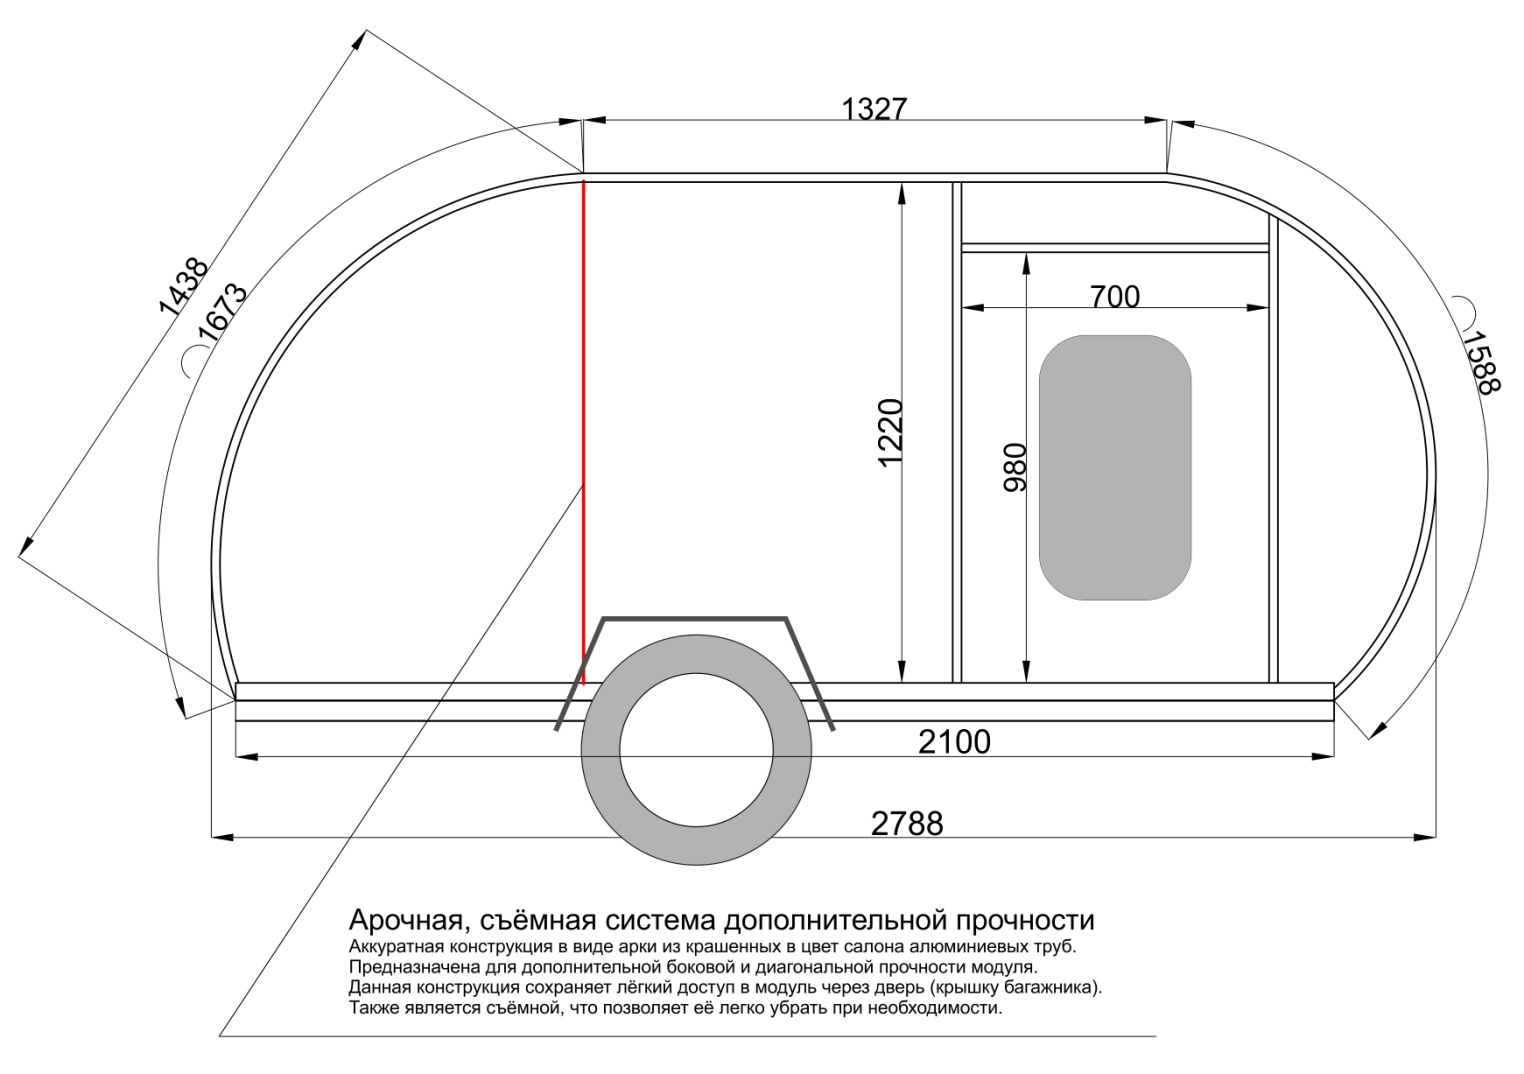 1327
1438
1673
700
1588
1220
980
2100
2788
Арочная, съёмная система дополнительной прочности
Аккуратная конструкция в виде арки из крашенных в цвет салона алюминиевых труб.
Предназначена для дополнительной боковой и диагональной прочности модуля.
Данная конструкция сохраняет лёгкий доступ в модуль через дверь (крышку багажника).
Также является съёмной, что позволяет её легко убрать при необходимости.